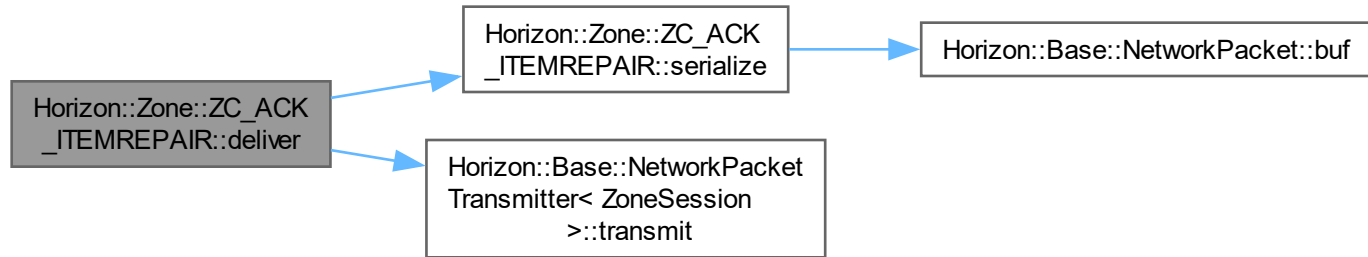 Horizon::Zone::ZC_ACK
_ITEMREPAIR::deliver
Horizon::Zone::ZC_ACK
_ITEMREPAIR::serialize
Horizon::Base::NetworkPacket::buf
Horizon::Base::NetworkPacket
Transmitter< ZoneSession
>::transmit